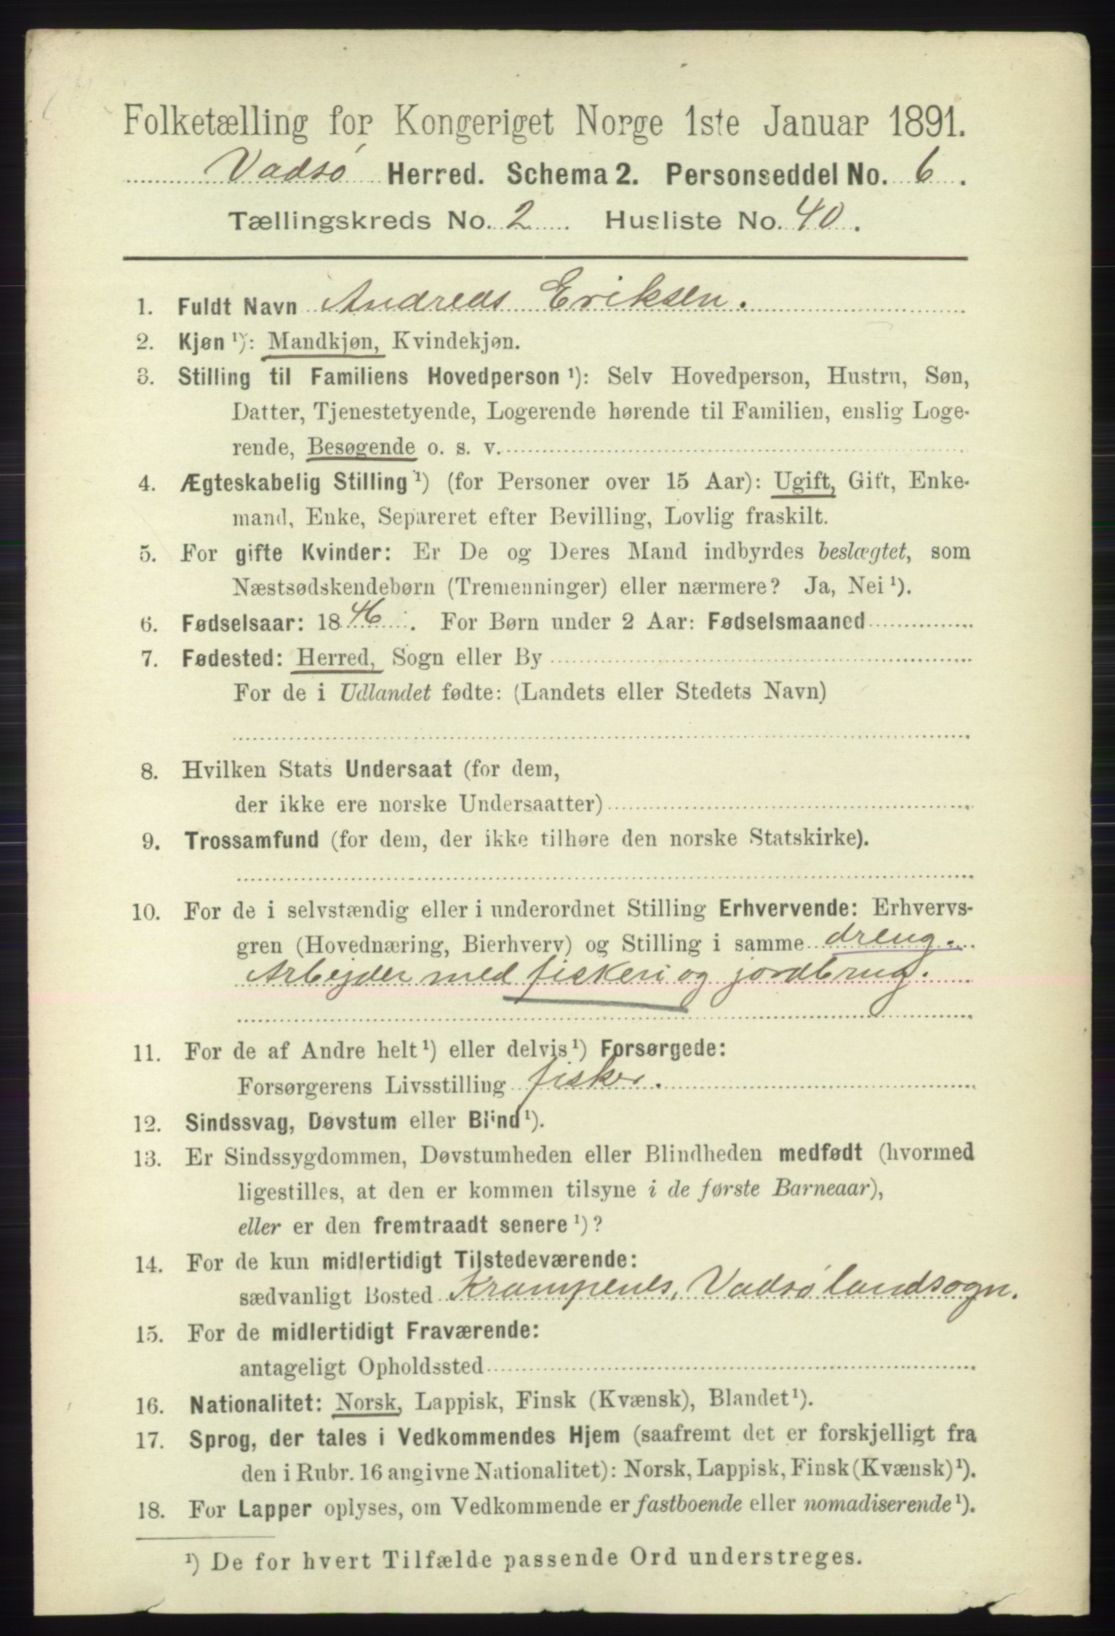 Folketælling for Kongeriget Norge 1ste Januar 1891.
Vadsø Herred. Schema 2. Personseddel No. 6.
Tællingskreds No. 2. Husliste No. 40.
1. Fuldt Navn Andreas Eriksen.
2. Kjøn ¹): Mandkjøn, Kvindekjøn.
3. Stilling til Familiens Hovedperson ¹): Selv Hovedperson, Hustru, Søn,
Datter, Tjenestetyende, Logerende hørende til Familien, enslig Loge-
rende, Besøgende o. s. v.
4. Ægteskabelig Stilling ¹) (for Personer over 15 Aar): Ugift, Gift, Enke-
mand, Enke, Separeret efter Bevilling, Lovlig fraskilt.
5. For gifte Kvinder: Er De og Deres Mand indbyrdes beslægtet, som
Næstsødskendebørn (Tremenninger) eller nærmere? Ja, Nei ¹).
6. Fødselsaar: 1846. For Børn under 2 Aar: Fødselsmaaned
7. Fødested: Herred, Sogn eller By
For de i Udlandet fødte: (Landets eller Stedets Navn)
8. Hvilken Stats Undersaat (for dem,
der ikke ere norske Undersaatter)
9. Trossamfund (for dem, der ikke tilhøre den norske Statskirke).
10. For de i selvstændig eller i underordnet Stilling Erhvervende: Erhvervs-
gren (Hovednæring, Bierhverv) og Stilling i samme dreng.
Arbejder med fiskeri og jordbrug.
11. For de af Andre helt ¹) eller delvis ¹) Forsørgede:
Forsørgerens Livsstilling fisker.
12. Sindssvag, Døvstum eller Blind ¹).
13. Er Sindssygdommen, Døvstumheden eller Blindheden medfødt (hvormed
ligestilles, at den er kommen tilsyne i de første Barneaar),
eller er den fremtraadt senere ¹)?
14. For de kun midlertidigt Tilstedeværende:
sædvanligt Bosted Krampenes, Vadsø landsogn.
15. For de midlertidigt Fraværende:
antageligt Opholdssted
16. Nationalitet: Norsk, Lappisk, Finsk (Kvænsk), Blandet ¹).
17. Sprog, der tales i Vedkommendes Hjem (saafremt det er forskjelligt fra
den i Rubr. 16 angivne Nationalitet): Norsk, Lappisk, Finsk (Kvænsk) ¹).
18. For Lapper oplyses, om Vedkommende er fastboende eller nomadiserende ¹).
¹) De for hvert Tilfælde passende Ord understreges.